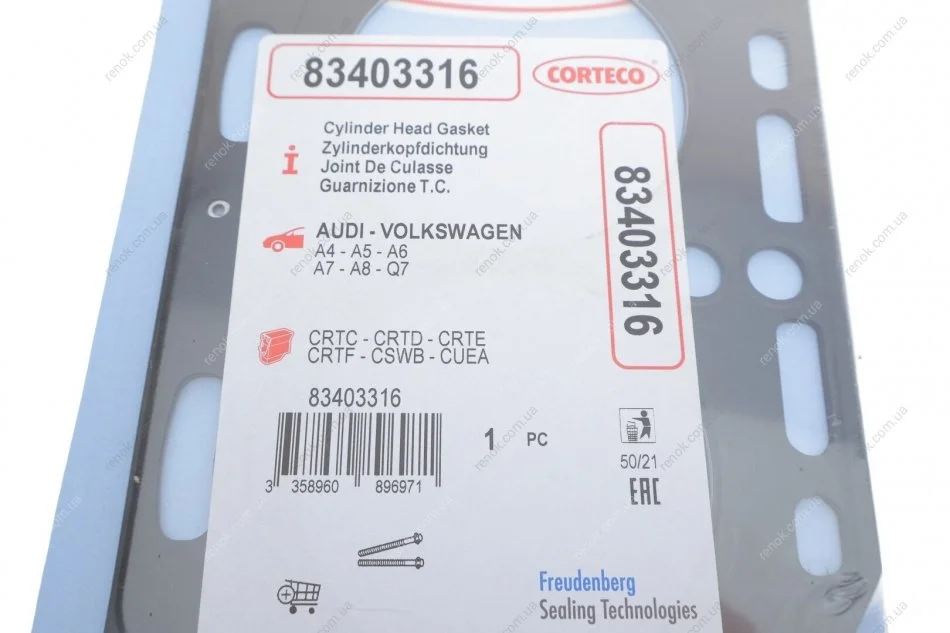 83403316
CORTECO
Cylinder Head Gasket
Zylinderkopfdichtung
Joint De Culasse
Guarnizione T.C.
83403316
AUDI - VOLKSWAGEN
A4 - A5 - A6
A7 - A8 - Q7
CRTC - CRTD - CRTE
CRTF - CSWB - CUEA
83403316
3 358960 896971
1 PC
50/21
EAC
Freudenberg
Sealing Technologies
renok.com.ua